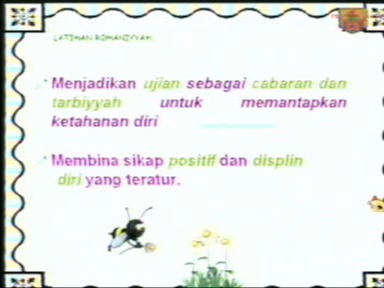 LATIHAN ROHANIYYAH
Menjadikan ujian sebagai cabaran dan
tarbiyyah untuk memantapkan
ketahanan diri
Membina sikap positif dan displin
diri yang teratur.